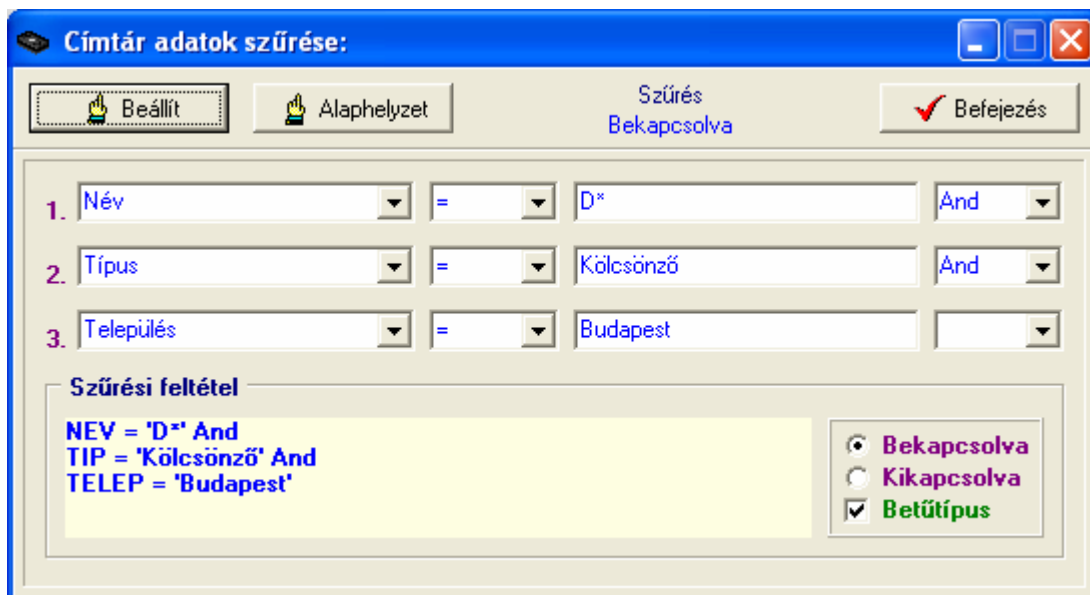 Címtár adatok szűrése:
Beállít Alaphelyzet Szűrés Befejezés
Bekapcsolva
1. Név = D* And
2. Típus = Kölcsönző And
3. Település = Budapest
Szűrési feltétel
NEV = 'D*' And
TIP = 'Kölcsönző' And
TELEP = 'Budapest'
Bekapcsolva
Kikapcsolva
Betűtípus